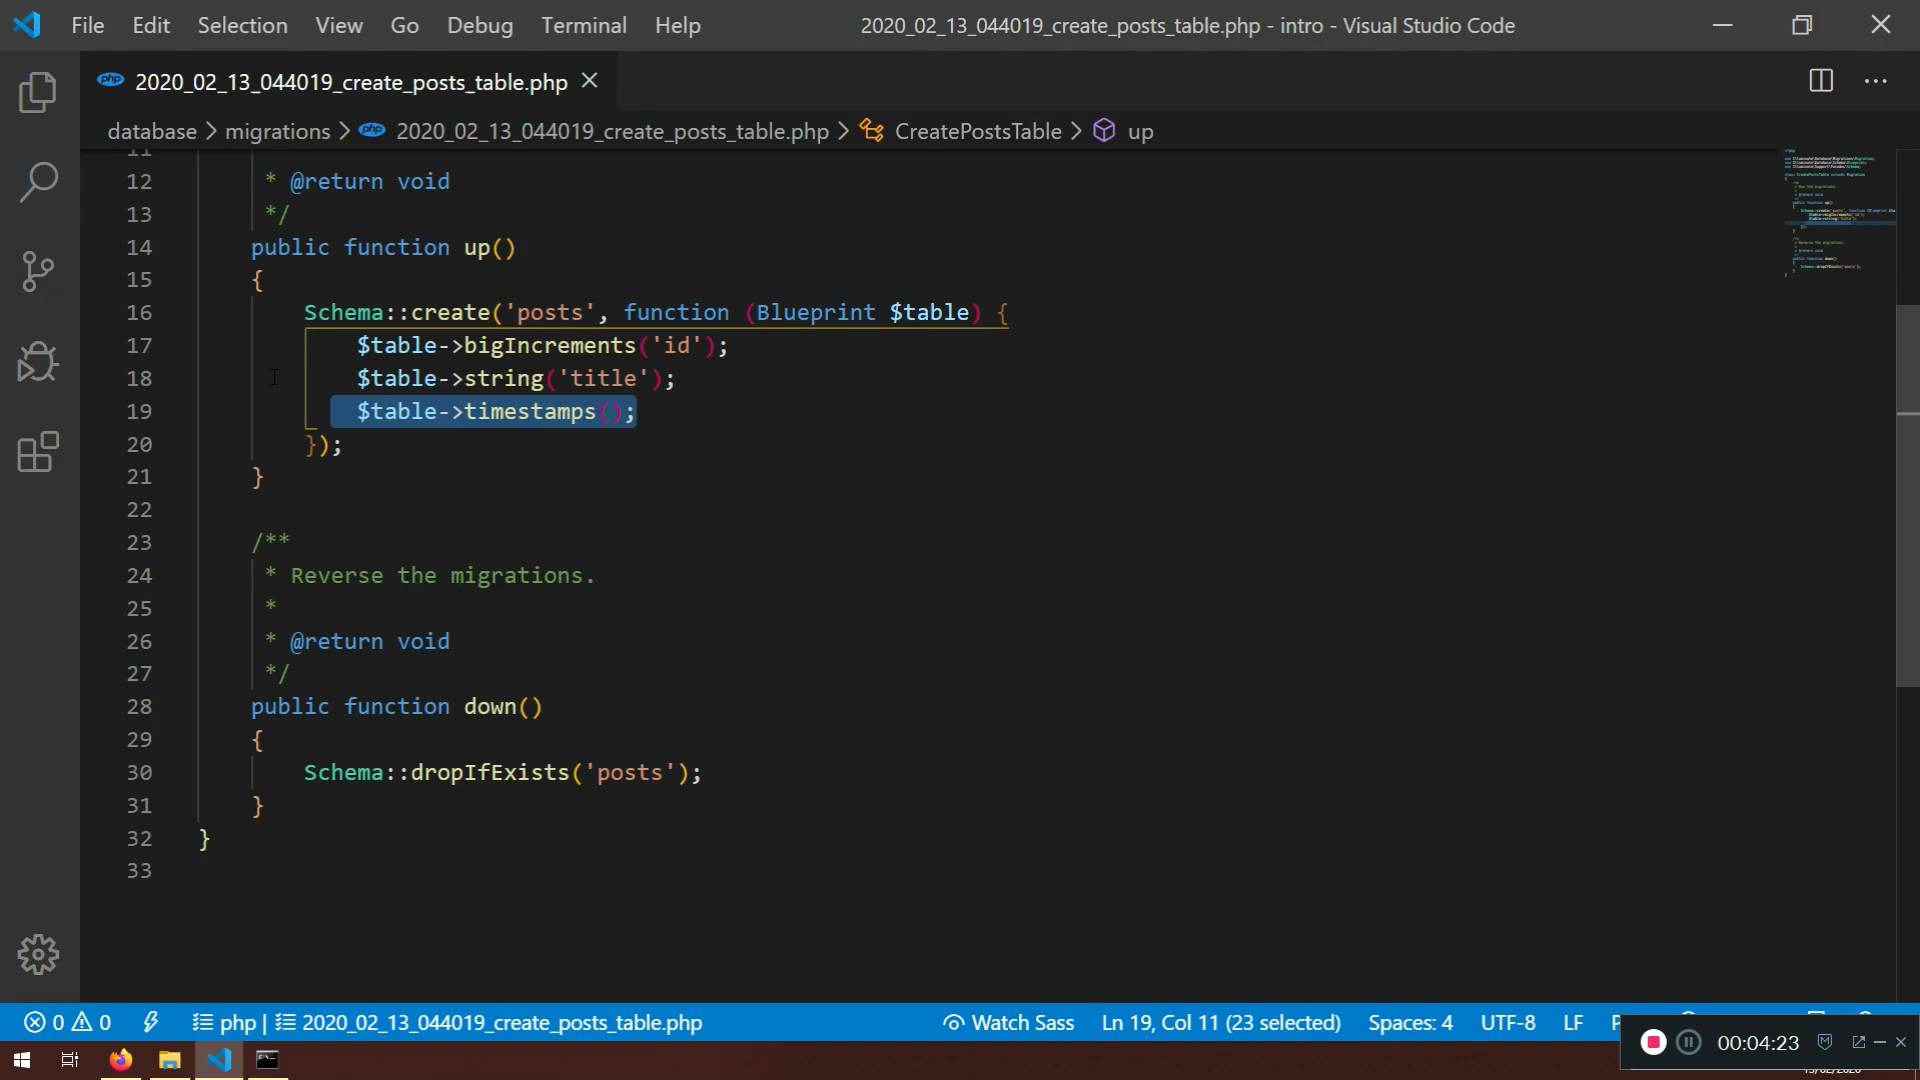 File Edit Selection View Go Debug Terminal Help 2020_02_13_044019_create_posts_table.php - intro - Visual Studio Code
php 2020_02_13_044019_create_posts_table.php
database > migrations > php 2020_02_13_044019_create_posts_table.php > CreatePostsTable > up
11
12 * @return void
13 */
14 public function up()
15 {
16 Schema::create('posts', function (Blueprint $table) {
17 $table->bigIncrements('id');
18 $table->string('title');
19 $table->timestamps();
20 });
21 }
22
23 /**
24 * Reverse the migrations.
25 *
26 * @return void
27 */
28 public function down()
29 {
30 Schema::dropIfExists('posts');
31 }
32 }
33
0 0 php | 2020_02_13_044019_create_posts_table.php Watch Sass Ln 19, Col 11 (23 selected) Spaces: 4 UTF-8 LF
00:04:23